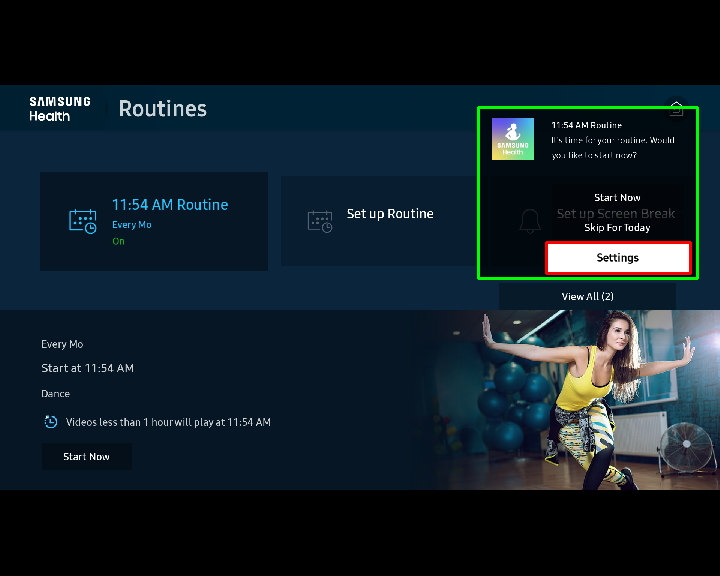 SAMSUNG
Health
Routines
11:54 AM Routine
It's time for your routine. Would
you like to start now?
SAMSUNG
Health
Start Now
Skip For Today
Settings
View All (2)
11:54 AM Routine
Every Mo
On
Set up Routine
Set up Screen Break
Every Mo
Start at 11:54 AM
Dance
Videos less than 1 hour will play at 11:54 AM
Start Now